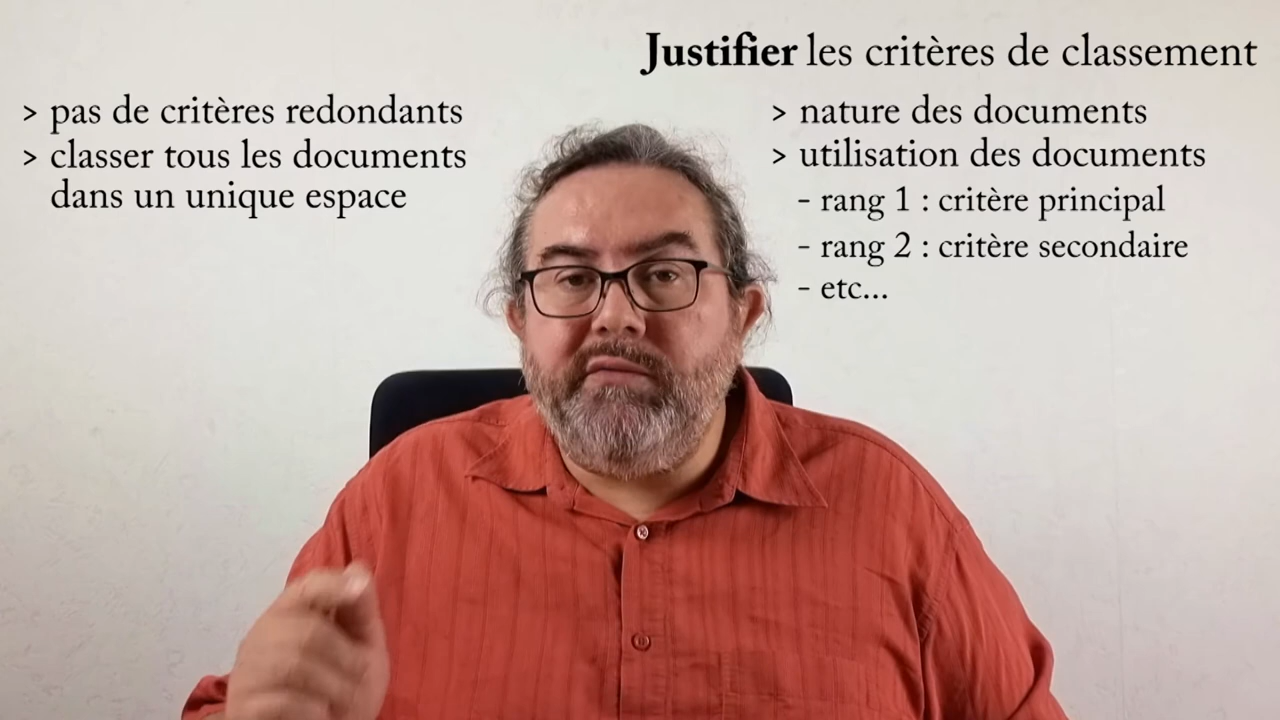 Justifier les critères de classement
> pas de critères redondants
> classer tous les documents
dans un unique espace
> nature des documents
> utilisation des documents
- rang 1 : critère principal
- rang 2 : critère secondaire
- etc...